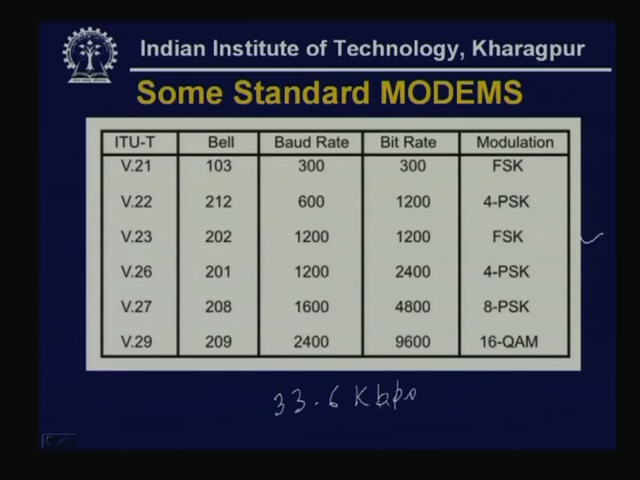 Indian Institute of Technology, Kharagpur
Some Standard MODEMS
ITU-T Bell Baud Rate Bit Rate Modulation
V.21 103 300 300 FSK
V.22 212 600 1200 4-PSK
V.23 202 1200 1200 FSK
V.26 201 1200 2400 4-PSK
V.27 208 1600 4800 8-PSK
V.29 209 2400 9600 16-QAM
33.6 Kbps